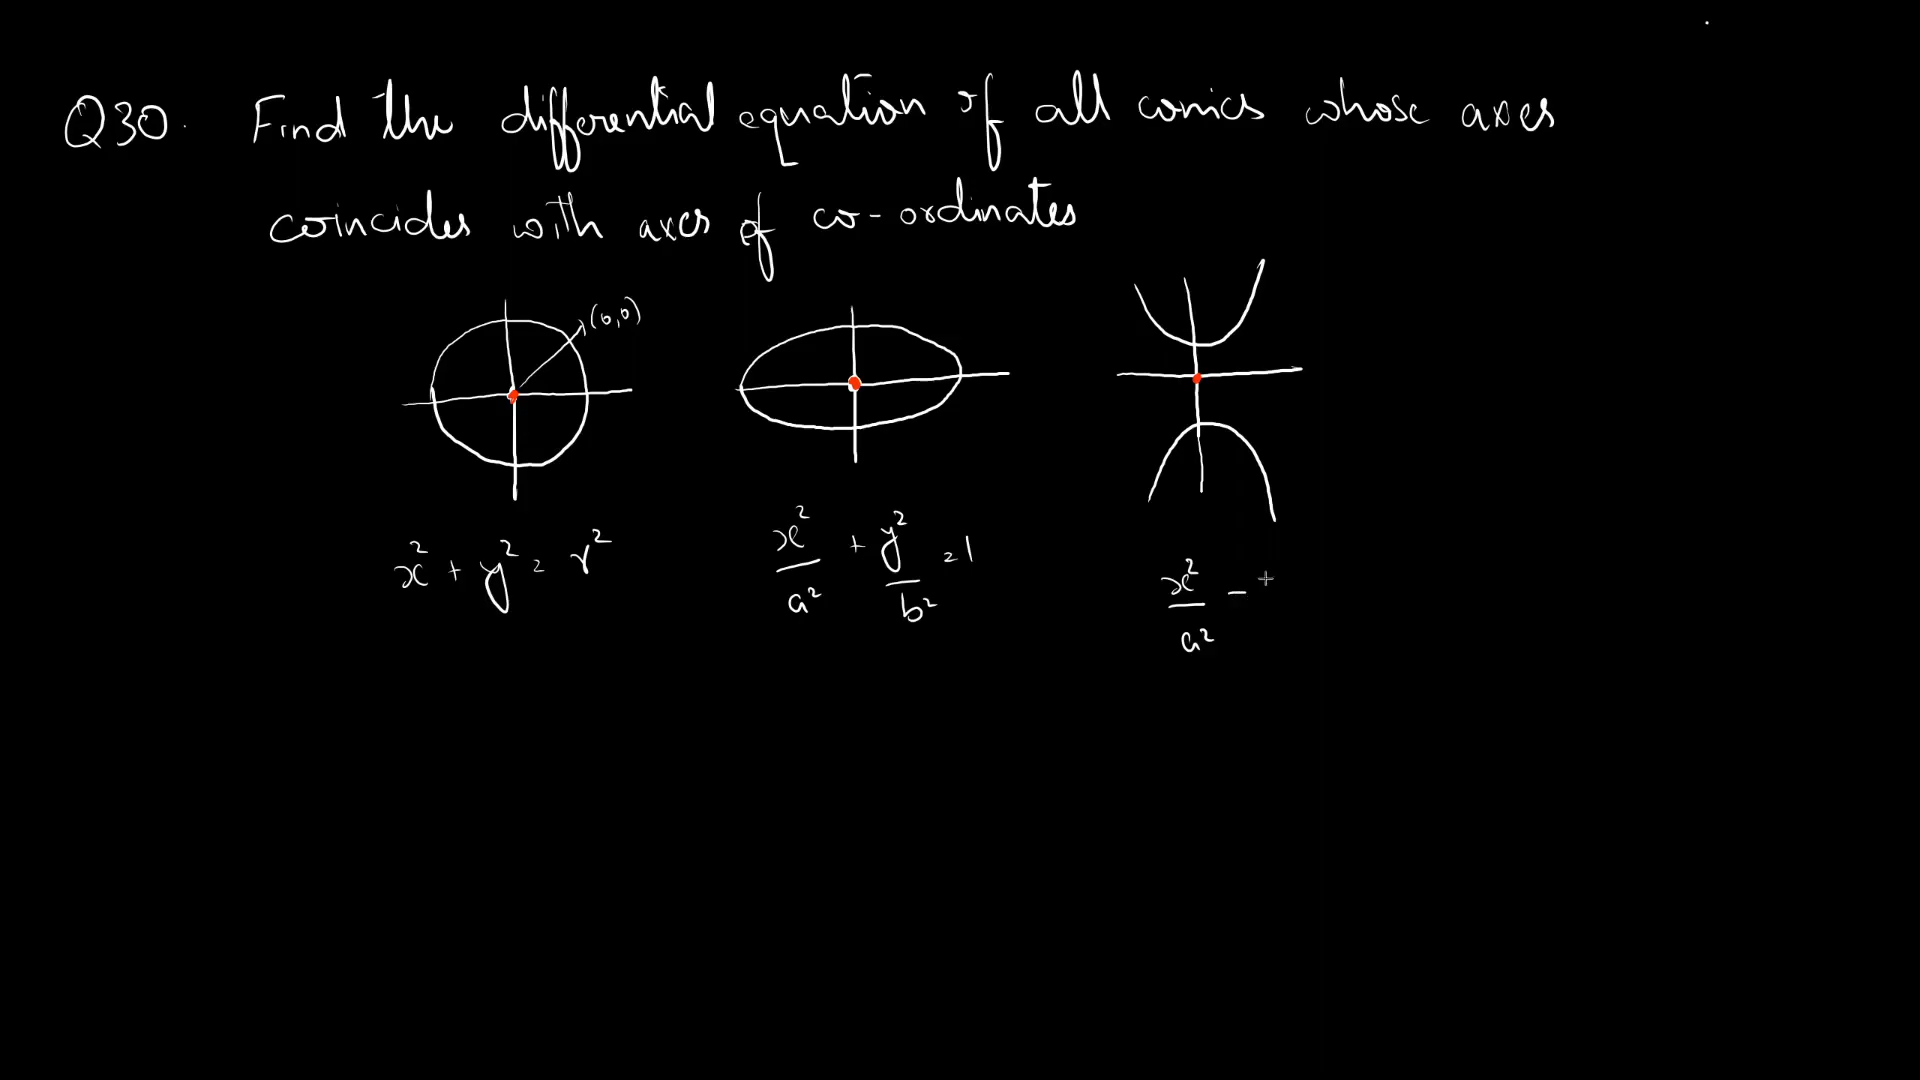 Q30. Find the differential equation of all conics whose axes
coincides with axes of co-ordinates
(0,0)
x² + y² = r²
x²/a² + y²/b² = 1
x²/a² -